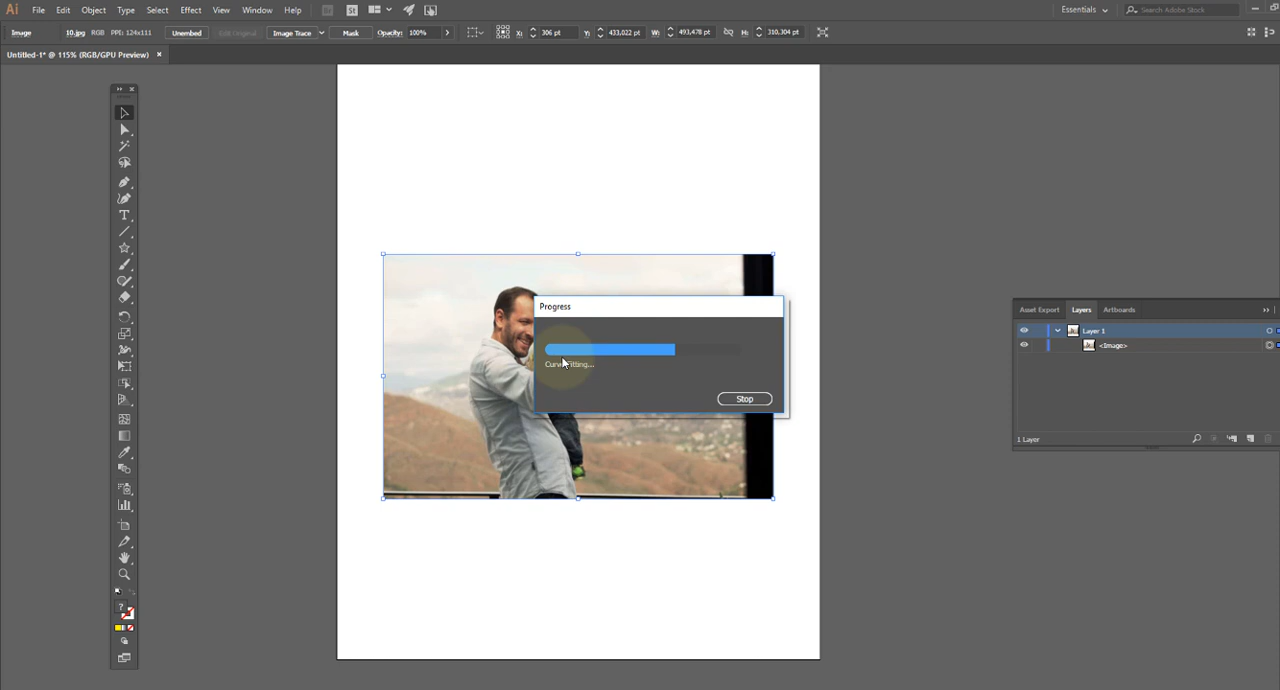 Ai File Edit Object Type Select Effect View Window Help Br St Essentials Search Adobe Stock
Image 10.jpg RGB PPI: 124x111 Unembed Edit Original Image Trace Mask Opacity: 100% X: 306 pt Y: 433,022 pt W: 493,478 pt H: 310,304 pt
Untitled-1* @ 115% (RGB/GPU Preview)
Progress
Curve Fitting...
Stop
Asset Export Layers Artboards
Layer 1
<Image>
1 Layer